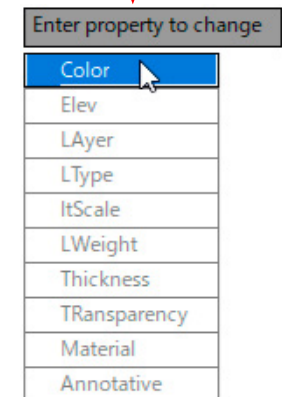 Enter property to change
Color
Elev
LAyer
LType
ltScale
LWeight
Thickness
TRansparency
Material
Annotative